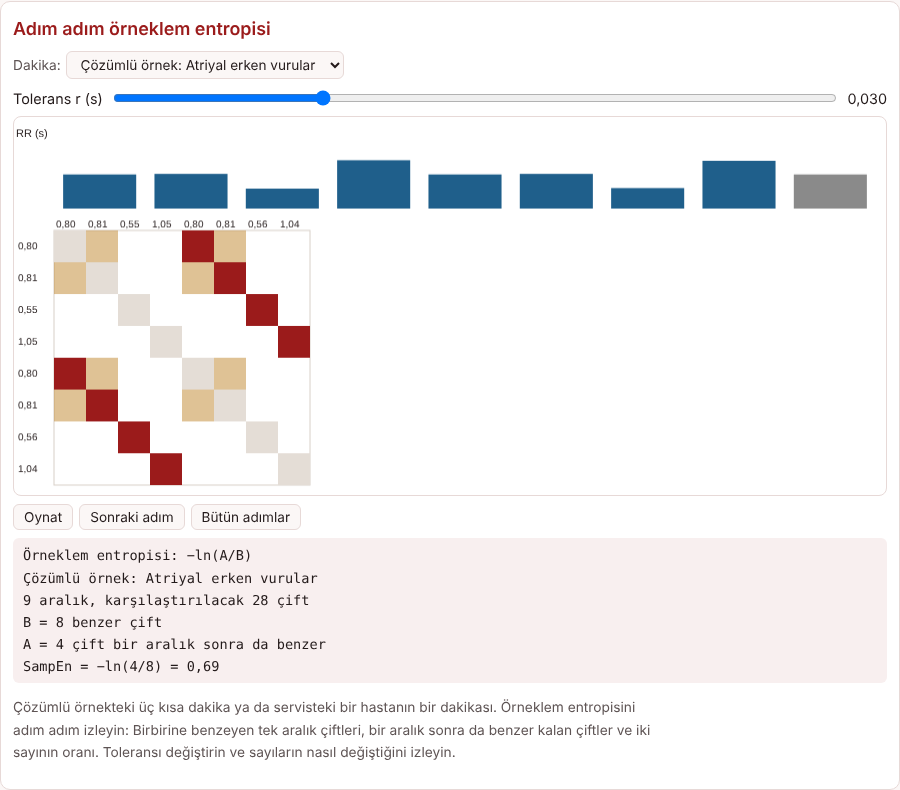 Adım adım örneklem entropisi
Dakika: Çözümlü örnek: Atriyal erken vurular
Tolerans r (s) 0,030
RR (s)
0,80 0,81 0,55 1,05 0,80 0,81 0,56 1,04
0,80
0,81
0,55
1,05
0,80
0,81
0,56
1,04
Oynat Sonraki adım Bütün adımlar
Örneklem entropisi: −ln(A/B)
Çözümlü örnek: Atriyal erken vurular
9 aralık, karşılaştırılacak 28 çift
B = 8 benzer çift
A = 4 çift bir aralık sonra da benzer
SampEn = −ln(4/8) = 0,69
Çözümlü örnekteki üç kısa dakika ya da servisteki bir hastanın bir dakikası. Örneklem entropisini
adım adım izleyin: Birbirine benzeyen tek aralık çiftleri, bir aralık sonra da benzer kalan çiftler ve iki
sayının oranı. Toleransı değiştirin ve sayıların nasıl değiştiğini izleyin.